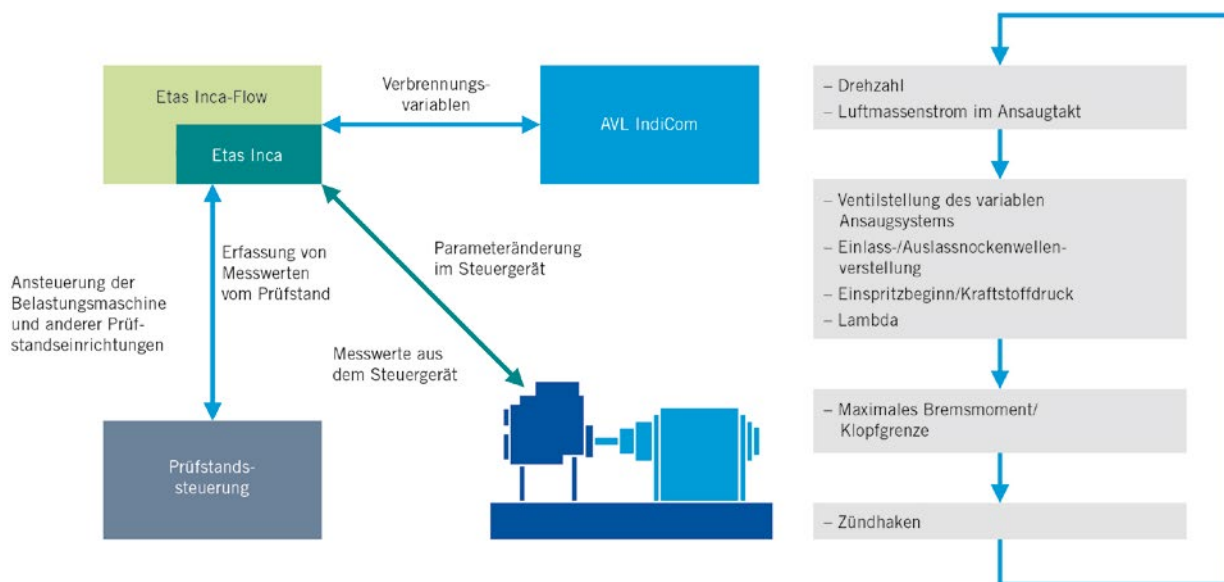 Etas Inca-Flow
Etas Inca
Verbrennungs-
variablen
AVL IndiCom
Ansteuerung der
Belastungsmaschine
und anderer Prüf-
standseinrichtungen
Erfassung von
Messwerten
vom Prüfstand
Parameteränderung
im Steuergerät
Messwerte aus
dem Steuergerät
Prüfstands-
steuerung
– Drehzahl
– Luftmassenstrom im Ansaugtakt
– Ventilstellung des variablen
Ansaugsystems
– Einlass-/Auslassnockenwellen-
verstellung
– Einspritzbeginn/Kraftstoffdruck
– Lambda
– Maximales Bremsmoment/
Klopfgrenze
– Zündhaken